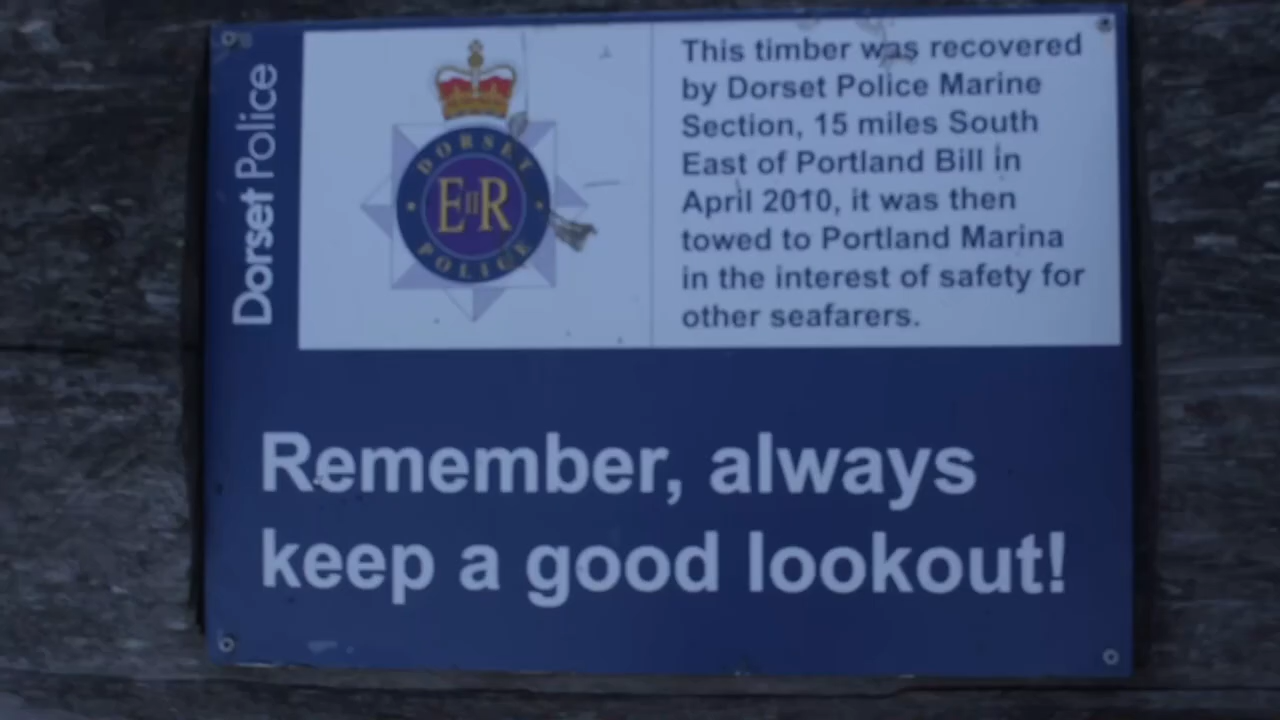 Dorset Police
DORSET
EIIR
POLICE
This timber was recovered
by Dorset Police Marine
Section, 15 miles South
East of Portland Bill in
April 2010, it was then
towed to Portland Marina
in the interest of safety for
other seafarers.
Remember, always
keep a good lookout!